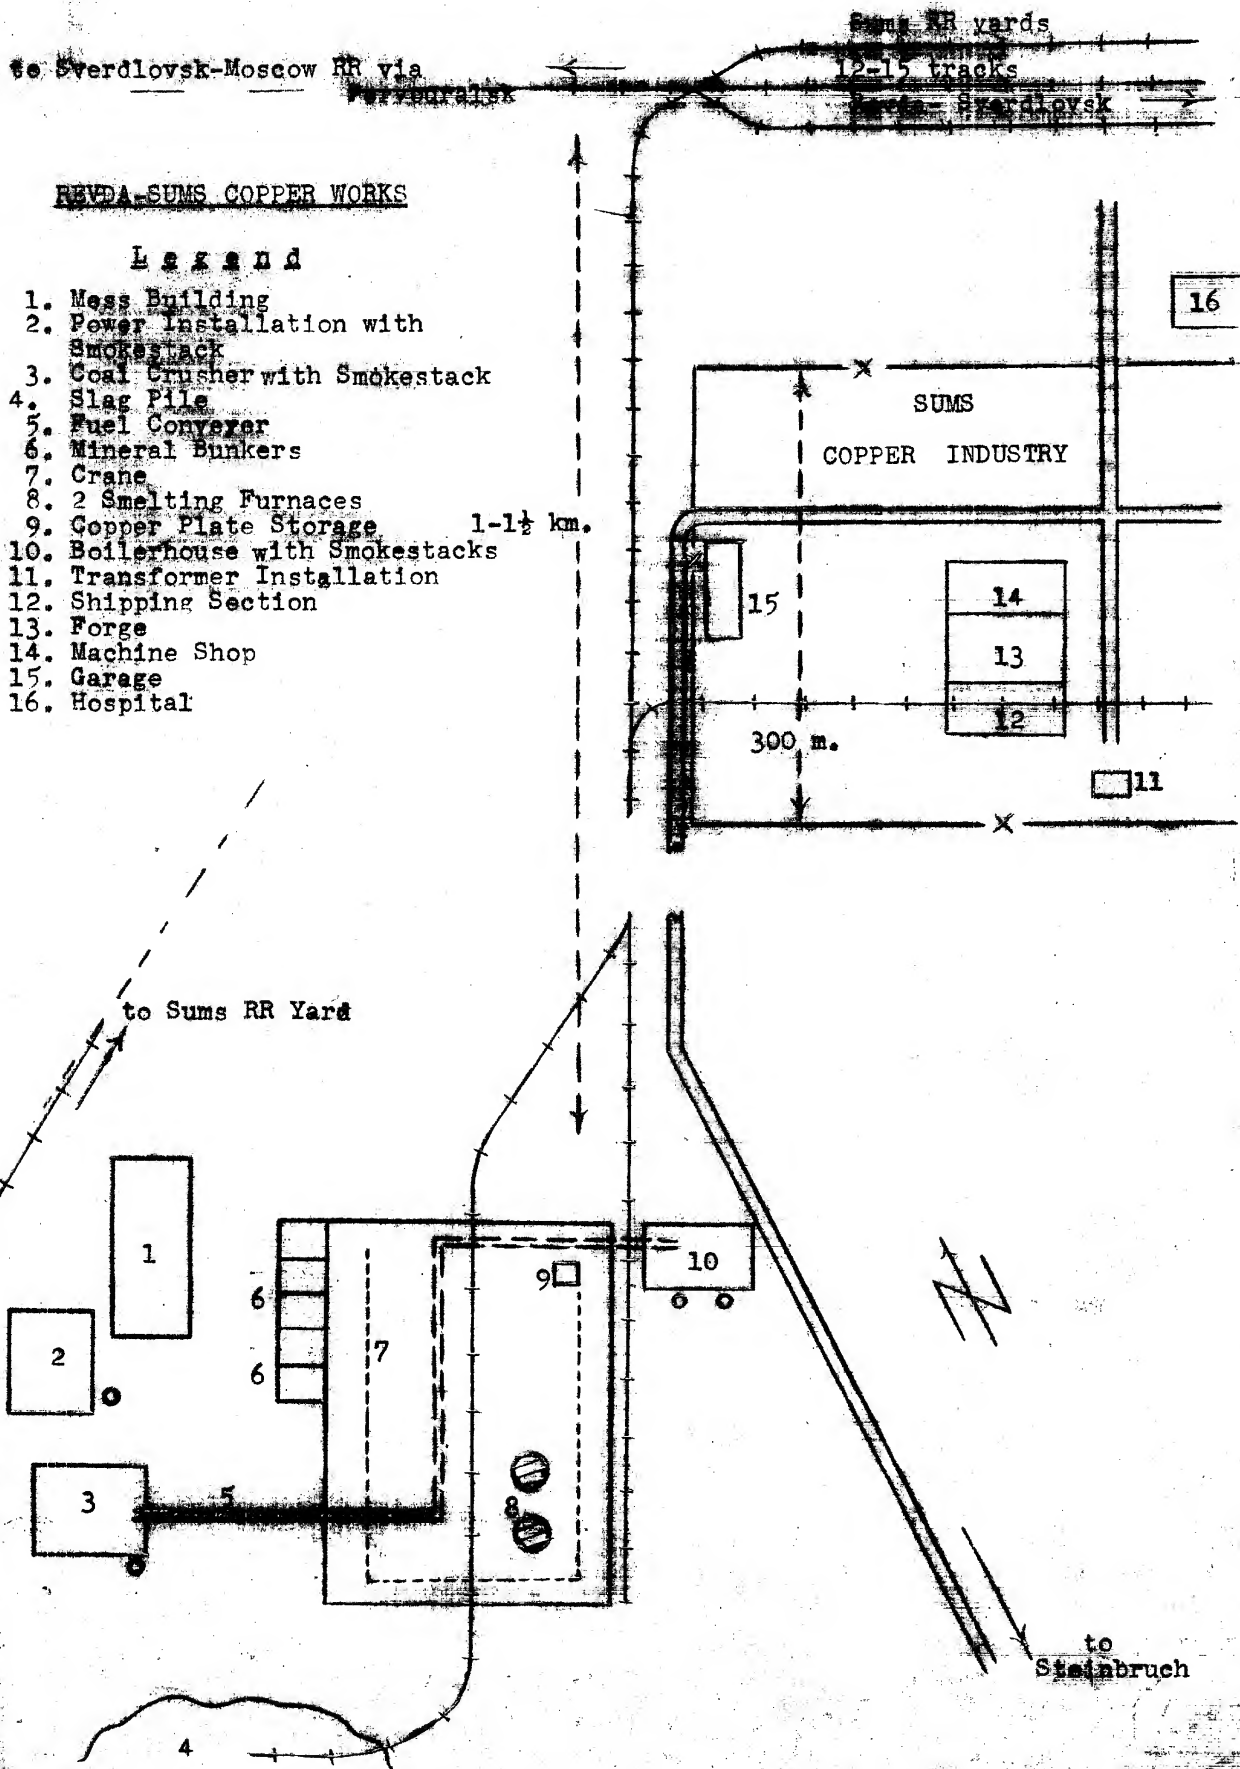 Sums RR yards
to Sverdlovsk-Moscow RR via
12-15 tracks
Pervouralsk
Revda- Sverdlovsk
REVDA-SUMS COPPER WORKS
Legend
1. Mess Building
2. Power Installation with
Smokestack
3. Coal Crusher with Smokestack
4. Slag Pile
5. Fuel Conveyer
6. Mineral Bunkers
7. Crane
8. 2 Smelting Furnaces
9. Copper Plate Storage
10. Boilerhouse with Smokestacks
11. Transformer Installation
12. Shipping Section
13. Forge
14. Machine Shop
15. Garage
16. Hospital
1-1½ km.
16
SUMS
COPPER INDUSTRY
15
14
13
12
300 m.
11
to Sums RR Yard
1
10
9
6
7
2
6
3
5
8
to
Steinbruch
4